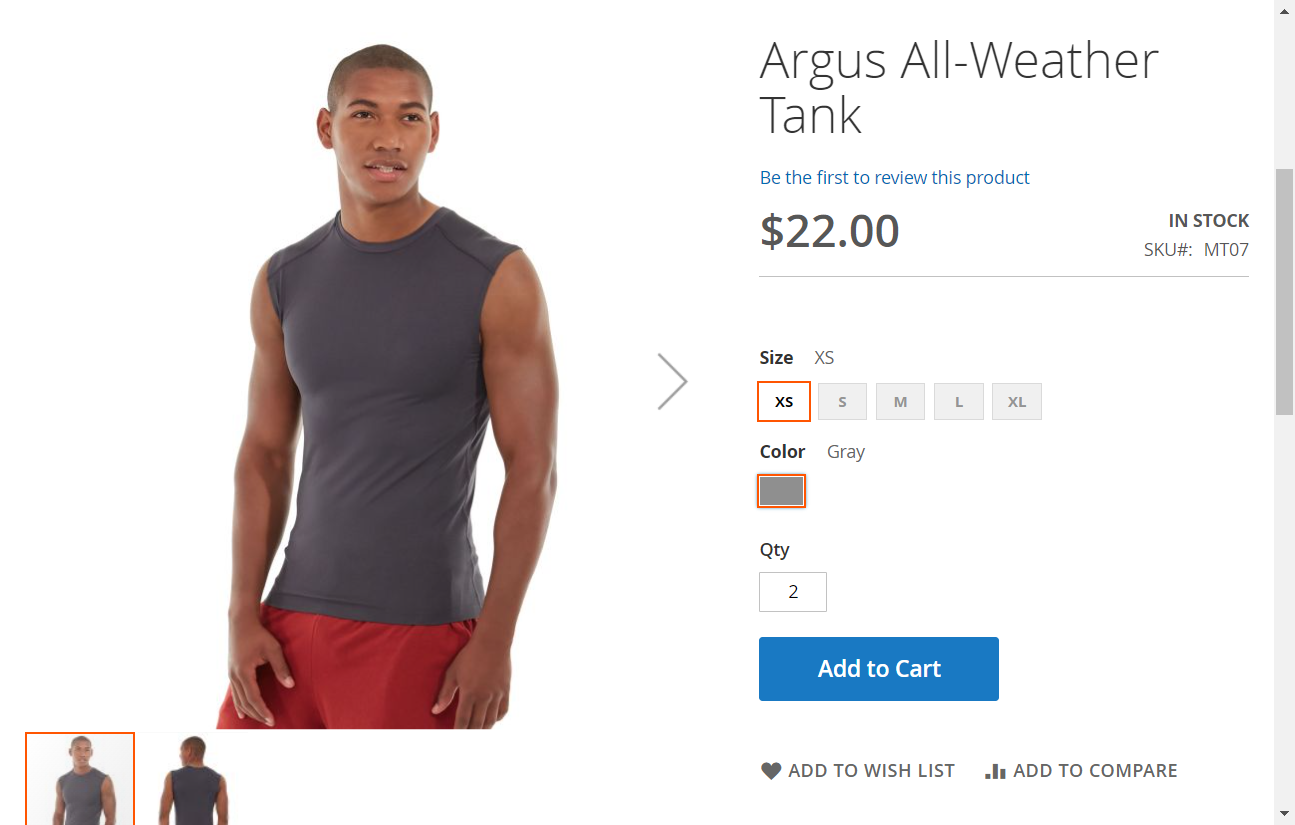 Argus All-Weather
Tank
Be the first to review this product
$22.00
IN STOCK
SKU#: MT07
Size XS
XS S M L XL
Color Gray
Qty
2
Add to Cart
ADD TO WISH LIST ADD TO COMPARE